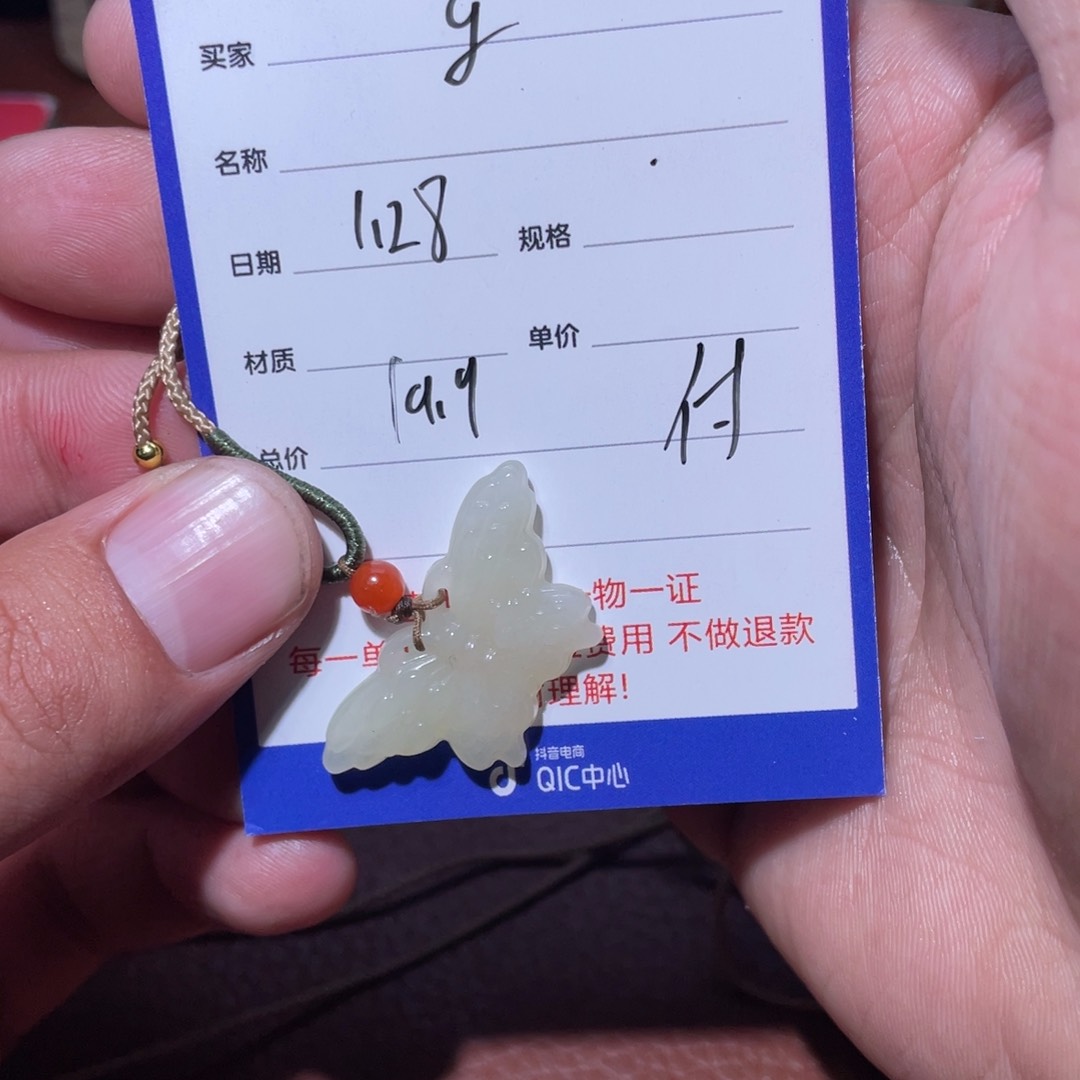 买家 g
名称
日期 1.28 规格
材质 单价
总价 19.9 付
物一证
每一单 费用 不做退款
理解!
抖音电商
QIC中心